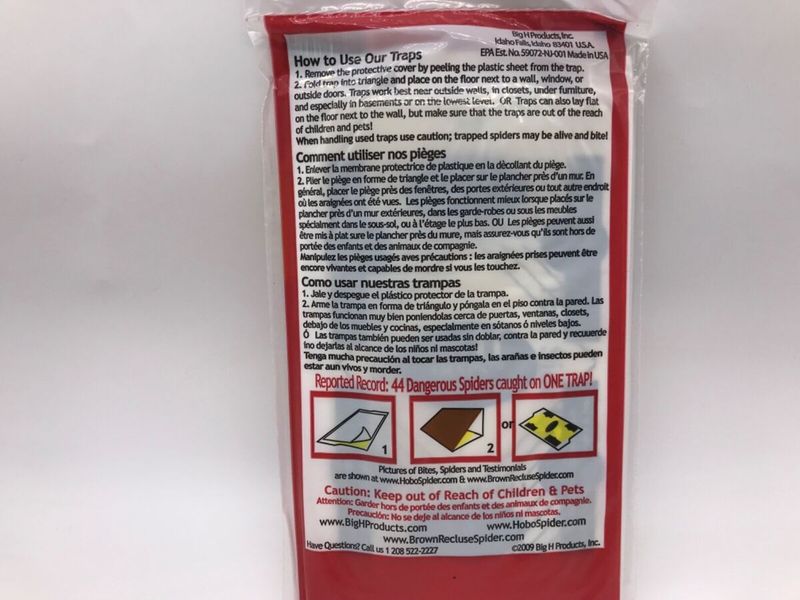 Big H Products, Inc.
Idaho Falls, Idaho 83401 U.S.A.
EPA Est. No. 59072-NJ-001 Made in USA
How to Use Our Traps
1. Remove the protective cover by peeling the plastic sheet from the trap.
2. Fold trap into triangle and place on the floor next to a wall, window, or
outside doors. Traps work best near outside walls, in closets, under furniture,
and especially in basements or on the lowest level. OR Traps can also lay flat
on the floor next to the wall, but make sure that the traps are out of the reach
of children and pets!
When handling used traps use caution; trapped spiders may be alive and bite!
Comment utiliser nos pièges
1. Enlever la membrane protectrice de plastique en la dècollant du piège.
2. Plier le piège en forme de triangle et le placer sur le plancher près d'un mur. En
général, placer le piège près des fenêtres, des portes extérieures ou tout autre endroit
où les araignées ont été vues. Les pièges fonctionnent mieux lorsque placés sur le
plancher près d'un mur extérieures, dans les garde-robes ou sous les meubles
spécialment dans le sous-sol, ou à l'étage le plus bas. OU Les pièges peuvent aussi
être mis à plat sure le plancher près du mure, mais assurez-vous qu'ils sont hors de
portée des enfants et des animaux de compagnie.
Manipulez les pièges usagés aves précautions : les araignées prises peuvent être
encore vivantes et capables de mordre si vous les touchez.
Como usar nuestras trampas
1. Jale y despegue el plástico protector de la trampa.
2. Arme la trampa en forma de triángulo y póngala en el piso contra la pared. Las
trampas funcionan muy bien poniendolas cerca de puertas, ventanas, closets,
debajo de los muebles y cocinas, especialmente en sótanos ó niveles bajos.
Ó Las trampas también pueden ser usadas sin doblar, contra la pared y recuuerde
¡no dejarlas al alcance de los niños ni mascotas!
Tenga mucha precaución al tocar las trampas, las arañas e insectos pueden
estar aun vivos y morder.
Reported Record: 44 Dangerous Spiders caught on ONE TRAP!
1 2 or
Pictures of Bites, Spiders and Testimonials
are shown at www.HoboSpider.com & www.BrownRecluseSpider.com
Caution: Keep out of Reach of Children & Pets
Attention: Garder hors de portée des enfants et des animaux de compagnie.
Precaución: No se deje al alcance de los niños ni mascotas.
www.BigHProducts.com www.HoboSpider.com
www.BrownRecluseSpider.com
Have Questions? Call us 1 208 522-2227 ©2009 Big H Products, Inc.